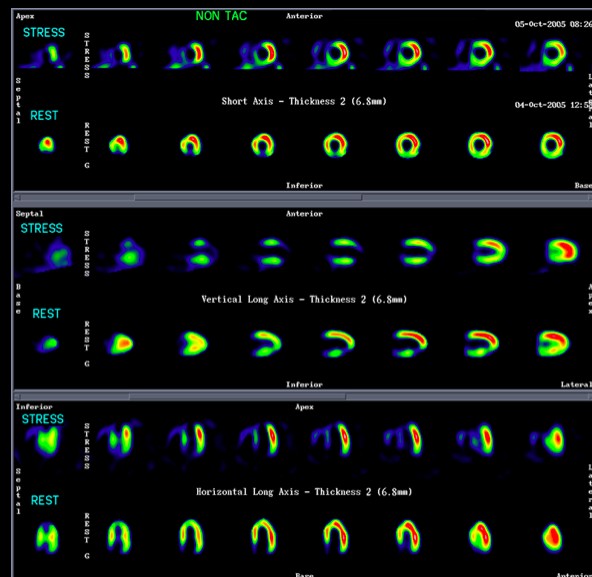 NON TAC
Apex
Anterior
05-Oct-2005 08:26
STRESS
STRESS
Septal
Short Axis - Thickness 2 (6.8mm)
REST
04-Oct-2005 12:5
REST G
Inferior
Base
Septal
Anterior
STRESS
STRESS
Base
Apex
Vertical Long Axis - Thickness 2 (6.8mm)
REST
REST G
Inferior
Lateral
Inferior
Apex
STRESS
STRESS
Septal
Lateral
Horizontal Long Axis - Thickness 2 (6.8mm)
REST
REST G
Base
Anterior